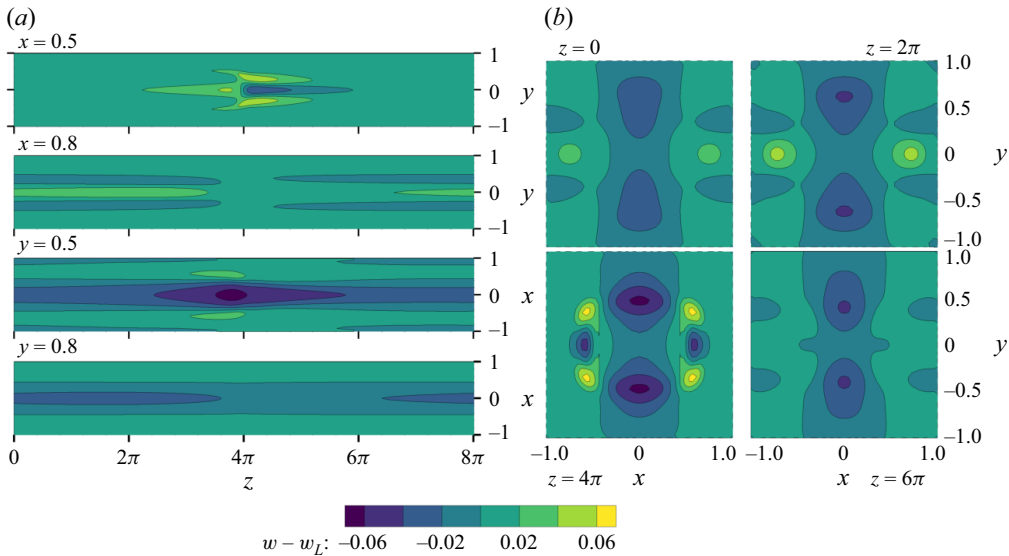 (a)
x = 0.5
1
y
0
–1
x = 0.8
1
y
0
–1
y = 0.5
1
x
0
–1
y = 0.8
1
x
0
–1
0 2π 4π 6π 8π
z
(b)
z = 0 z = 2π
1.0
0.5
0 y
–0.5
–1.0
1.0
0.5
0 y
–0.5
–1.0
–1.0 0 1.0 –1.0 0 1.0
z = 4π x x z = 6π
w – w_L: –0.06 –0.02 0.02 0.06